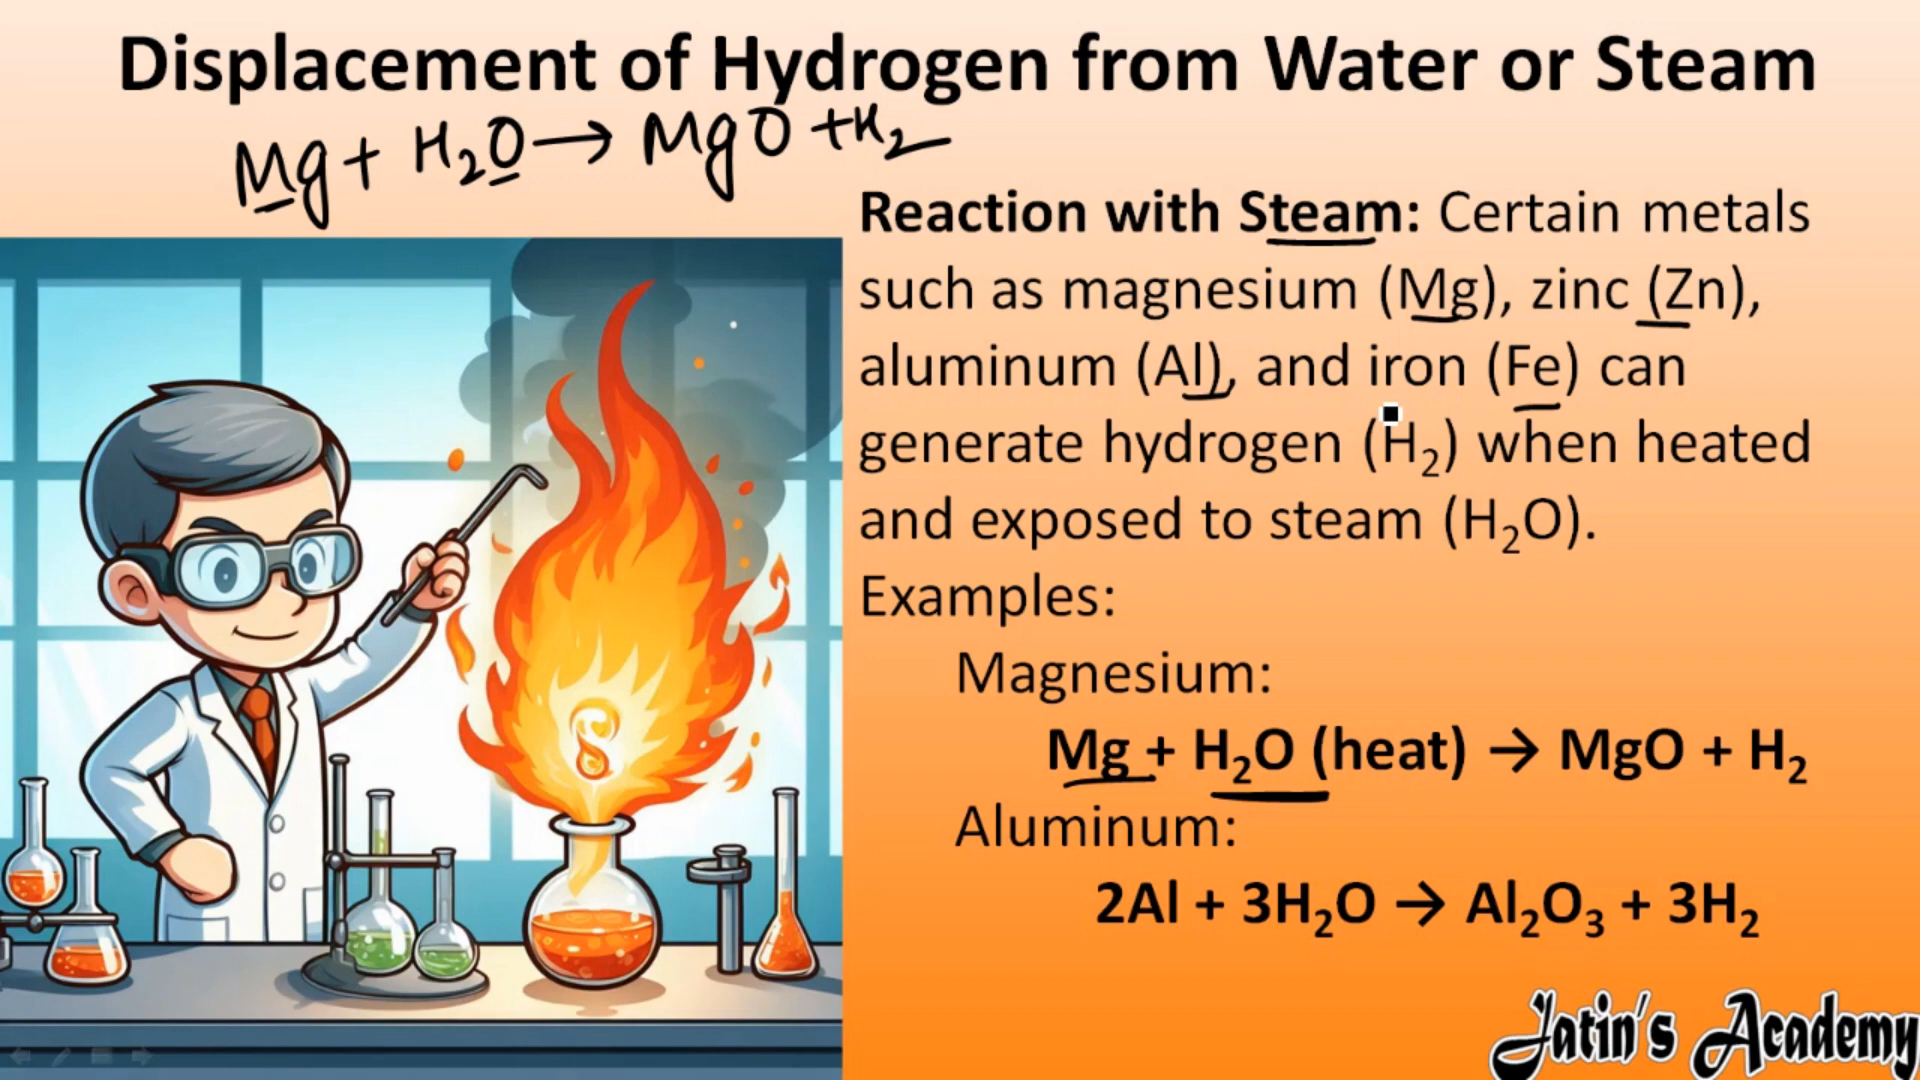 Displacement of Hydrogen from Water or Steam
Mg + H₂O → MgO + H₂
Reaction with Steam: Certain metals
such as magnesium (Mg), zinc (Zn),
aluminum (Al), and iron (Fe) can
generate hydrogen (H₂) when heated
and exposed to steam (H₂O).
Examples:
Magnesium:
Mg + H₂O (heat) → MgO + H₂
Aluminum:
2Al + 3H₂O → Al₂O₃ + 3H₂
Jatin's Academy